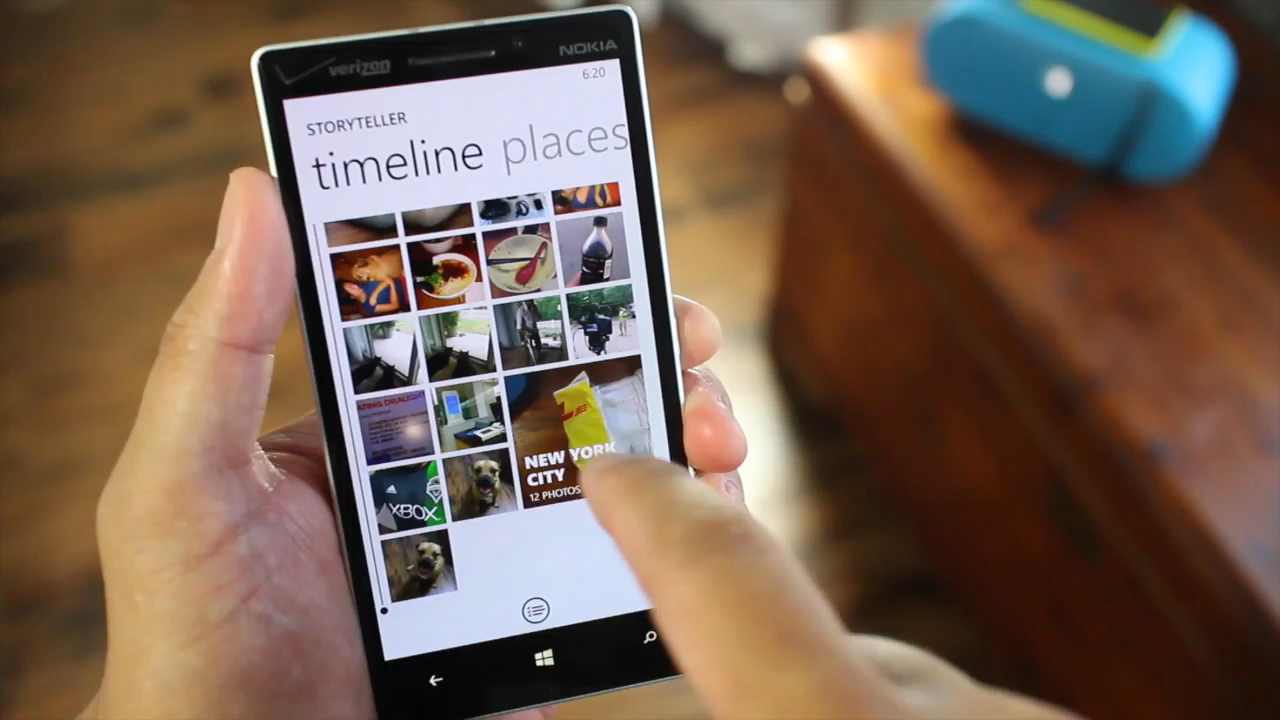 verizon
NOKIA
6:20
STORYTELLER
timeline places
XBOX
NEW YORK
CITY
12 PHOTOS